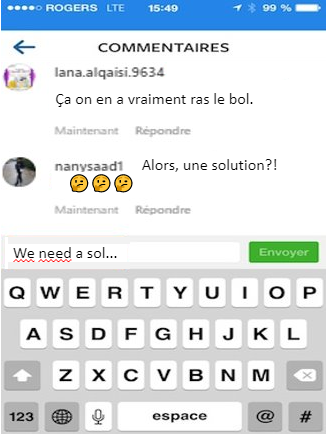 ROGERS LTE 15:49 99 %
COMMENTAIRES
lana.alqaisi.9634
Ça on en a vraiment ras le bol.
Maintenant Répondre
nanysaad1 Alors, une solution?!
🤔🤔🤔
Maintenant Répondre
We need a sol... Envoyer
Q W E R T Y U I O P
A S D F G H J K L
Z X C V B N M
123 espace @ #